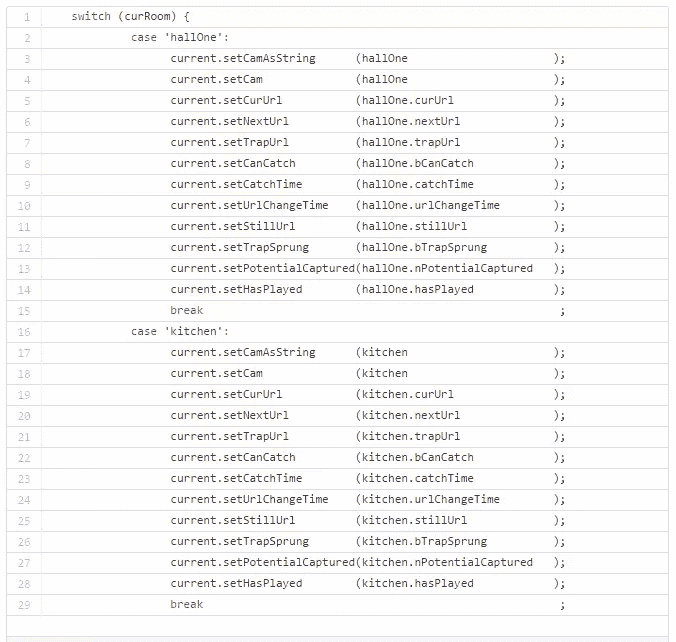 1 switch (curRoom) {
2 case 'hallOne':
3 current.setCamAsString (hallOne );
4 current.setCam (hallOne );
5 current.setCurUrl (hallOne.curUrl );
6 current.setNextUrl (hallOne.nextUrl );
7 current.setTrapUrl (hallOne.trapUrl );
8 current.setCanCatch (hallOne.bCanCatch );
9 current.setCatchTime (hallOne.catchTime );
10 current.setUrlChangeTime (hallOne.urlChangeTime );
11 current.setStillUrl (hallOne.stillUrl );
12 current.setTrapSprung (hallOne.bTrapSprung );
13 current.setPotentialCaptured(hallOne.nPotentialCaptured );
14 current.setHasPlayed (hallOne.hasPlayed );
15 break ;
16 case 'kitchen':
17 current.setCamAsString (kitchen );
18 current.setCam (kitchen );
19 current.setCurUrl (kitchen.curUrl );
20 current.setNextUrl (kitchen.nextUrl );
21 current.setTrapUrl (kitchen.trapUrl );
22 current.setCanCatch (kitchen.bCanCatch );
23 current.setCatchTime (kitchen.catchTime );
24 current.setUrlChangeTime (kitchen.urlChangeTime );
25 current.setStillUrl (kitchen.stillUrl );
26 current.setTrapSprung (kitchen.bTrapSprung );
27 current.setPotentialCaptured(kitchen.nPotentialCaptured );
28 current.setHasPlayed (kitchen.hasPlayed );
29 break ;